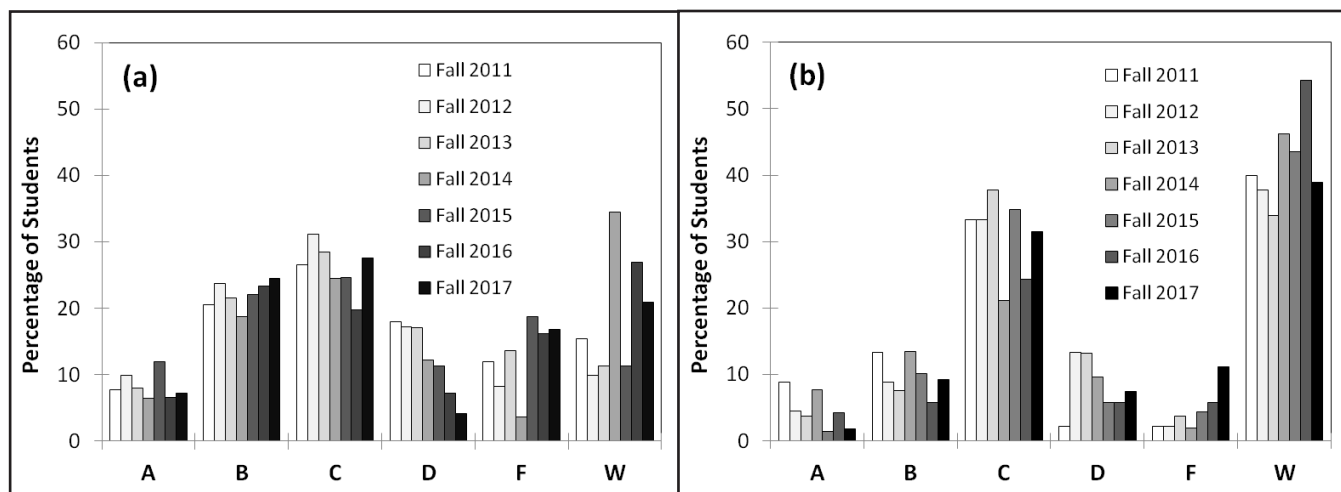 (a)
Percentage of Students
60
50
40
30
20
10
0
Fall 2011
Fall 2012
Fall 2013
Fall 2014
Fall 2015
Fall 2016
Fall 2017
A B C D F W
(b)
Percentage of Students
60
50
40
30
20
10
0
Fall 2011
Fall 2012
Fall 2013
Fall 2014
Fall 2015
Fall 2016
Fall 2017
A B C D F W